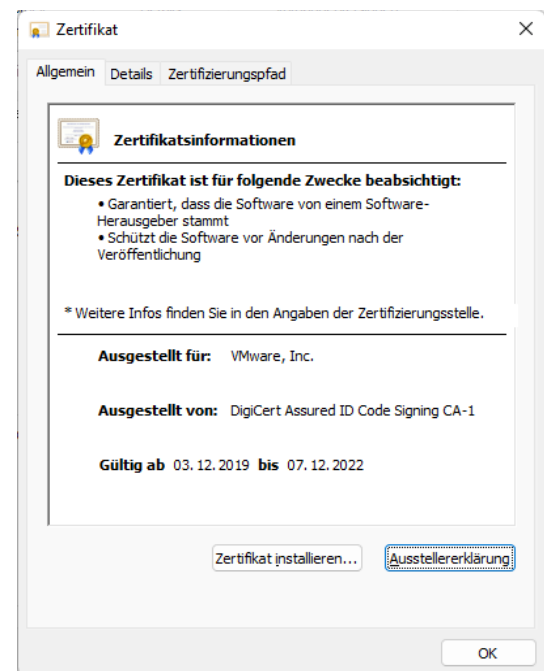 Zertifikat
Allgemein Details Zertifizierungspfad
Zertifikatsinformationen
Dieses Zertifikat ist für folgende Zwecke beabsichtigt:
• Garantiert, dass die Software von einem Software-
Herausgeber stammt
• Schützt die Software vor Änderungen nach der
Veröffentlichung
* Weitere Infos finden Sie in den Angaben der Zertifizierungsstelle.
Ausgestellt für: VMware, Inc.
Ausgestellt von: DigiCert Assured ID Code Signing CA-1
Gültig ab 03.12.2019 bis 07.12.2022
Zertifikat installieren... Ausstellererklärung
OK